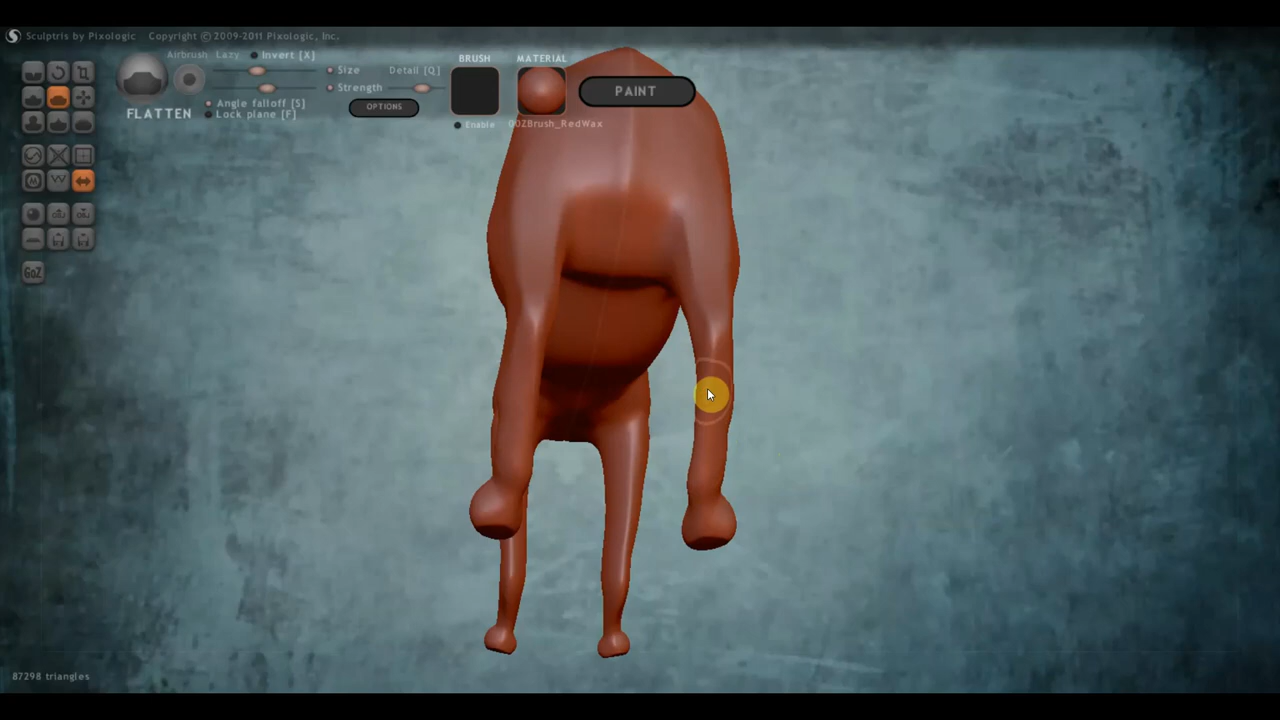 Sculptris by Pixologic Copyright © 2009-2011 Pixologic, Inc.
Airbrush Lazy Invert [X]
Size Detail [Q]
Strength
Angle falloff [S]
Lock plane [F]
FLATTEN
OPTIONS
BRUSH
Enable
MATERIAL
00ZBrush_RedWax
PAINT
GoZ
87298 triangles